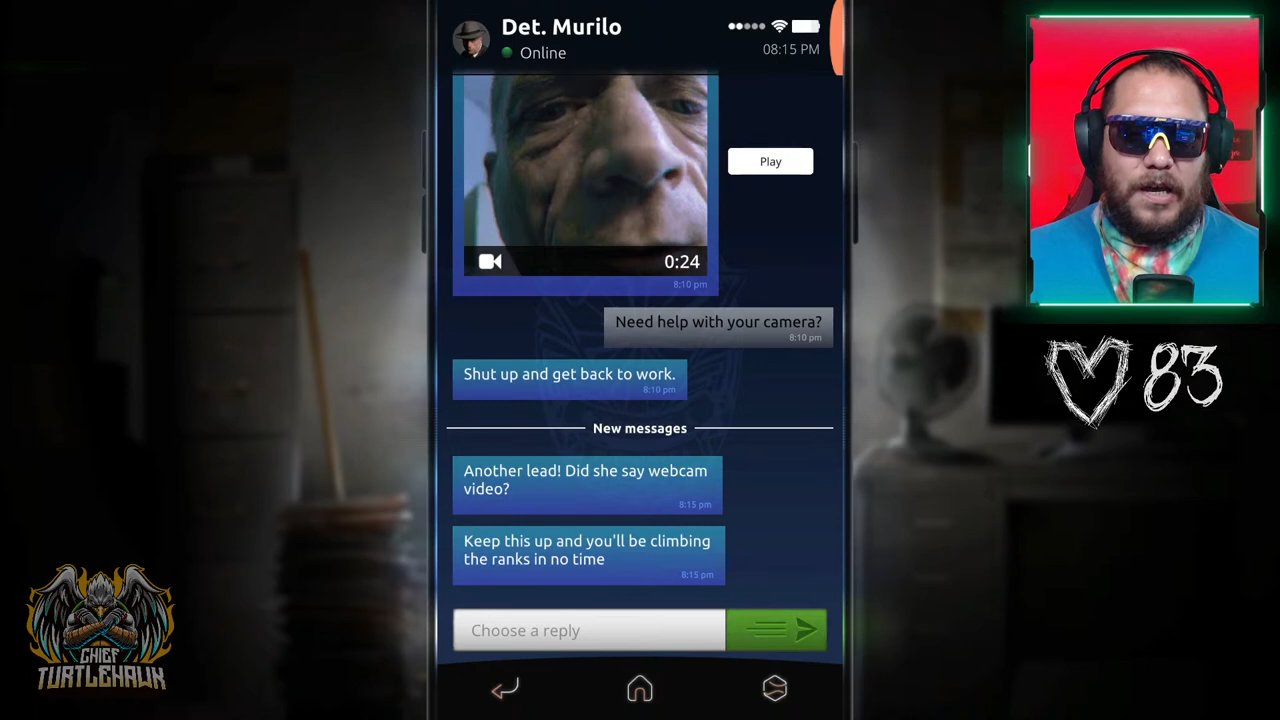 Det. Murilo
Online
08:15 PM
Play
0:24
8:10 pm
Need help with your camera?
8:10 pm
Shut up and get back to work.
8:10 pm
New messages
Another lead! Did she say webcam
video?
8:15 pm
Keep this up and you'll be climbing
the ranks in no time
8:15 pm
Choose a reply
83
CHIEF
TURTLEHAWK